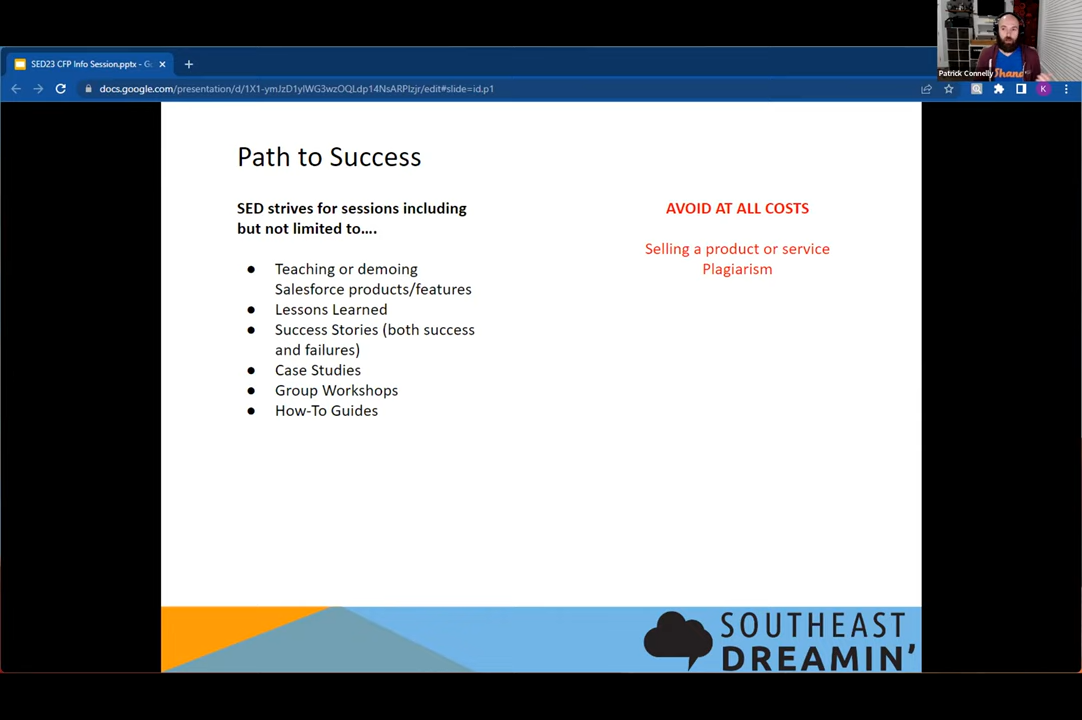 SED23 CFP Info Session.pptx - G
Patrick Connelly
Shane
docs.google.com/presentation/d/1X1-ymJzD1yIWG3wzOQLdp14NsARPIzjr/edit#slide=id.p1
K
Path to Success
SED strives for sessions including
but not limited to....
● Teaching or demoing
Salesforce products/features
● Lessons Learned
● Success Stories (both success
and failures)
● Case Studies
● Group Workshops
● How-To Guides
AVOID AT ALL COSTS
Selling a product or service
Plagiarism
SOUTHEAST
DREAMIN’